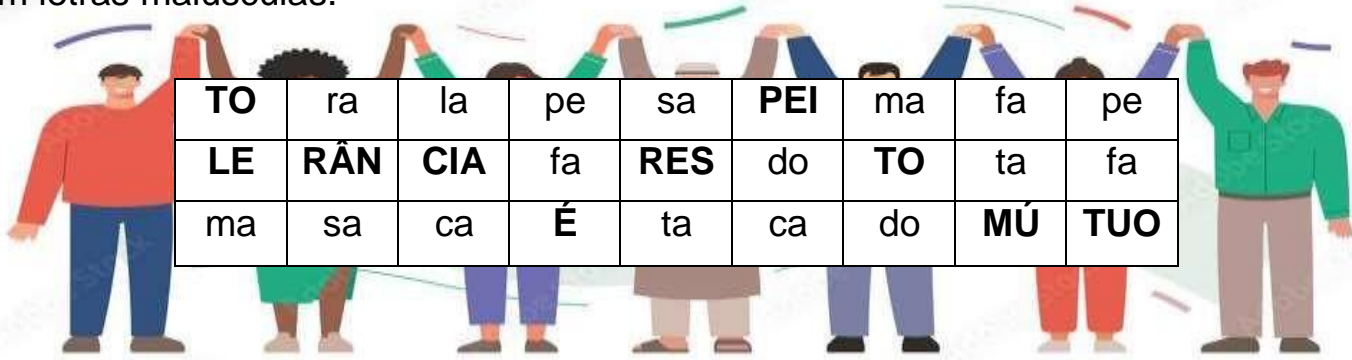 TO ra la pe sa PEI ma fa pe
LE RÂN CIA fa RES do TO ta fa
ma sa ca É ta ca do MÚ TUO